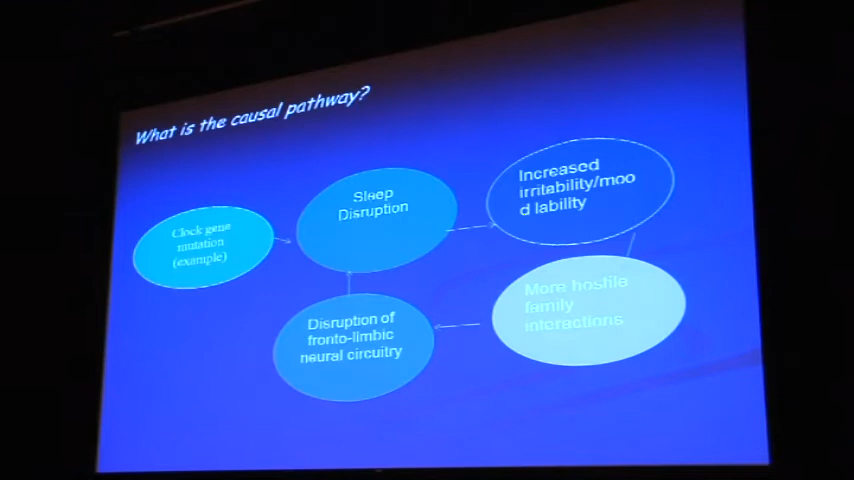 What is the causal pathway?
Clock gene
mutation
(example)
Sleep
Disruption
Increased
irritability/moo
d lability
More hostile
family
interactions
Disruption of
fronto-limbic
neural circuitry